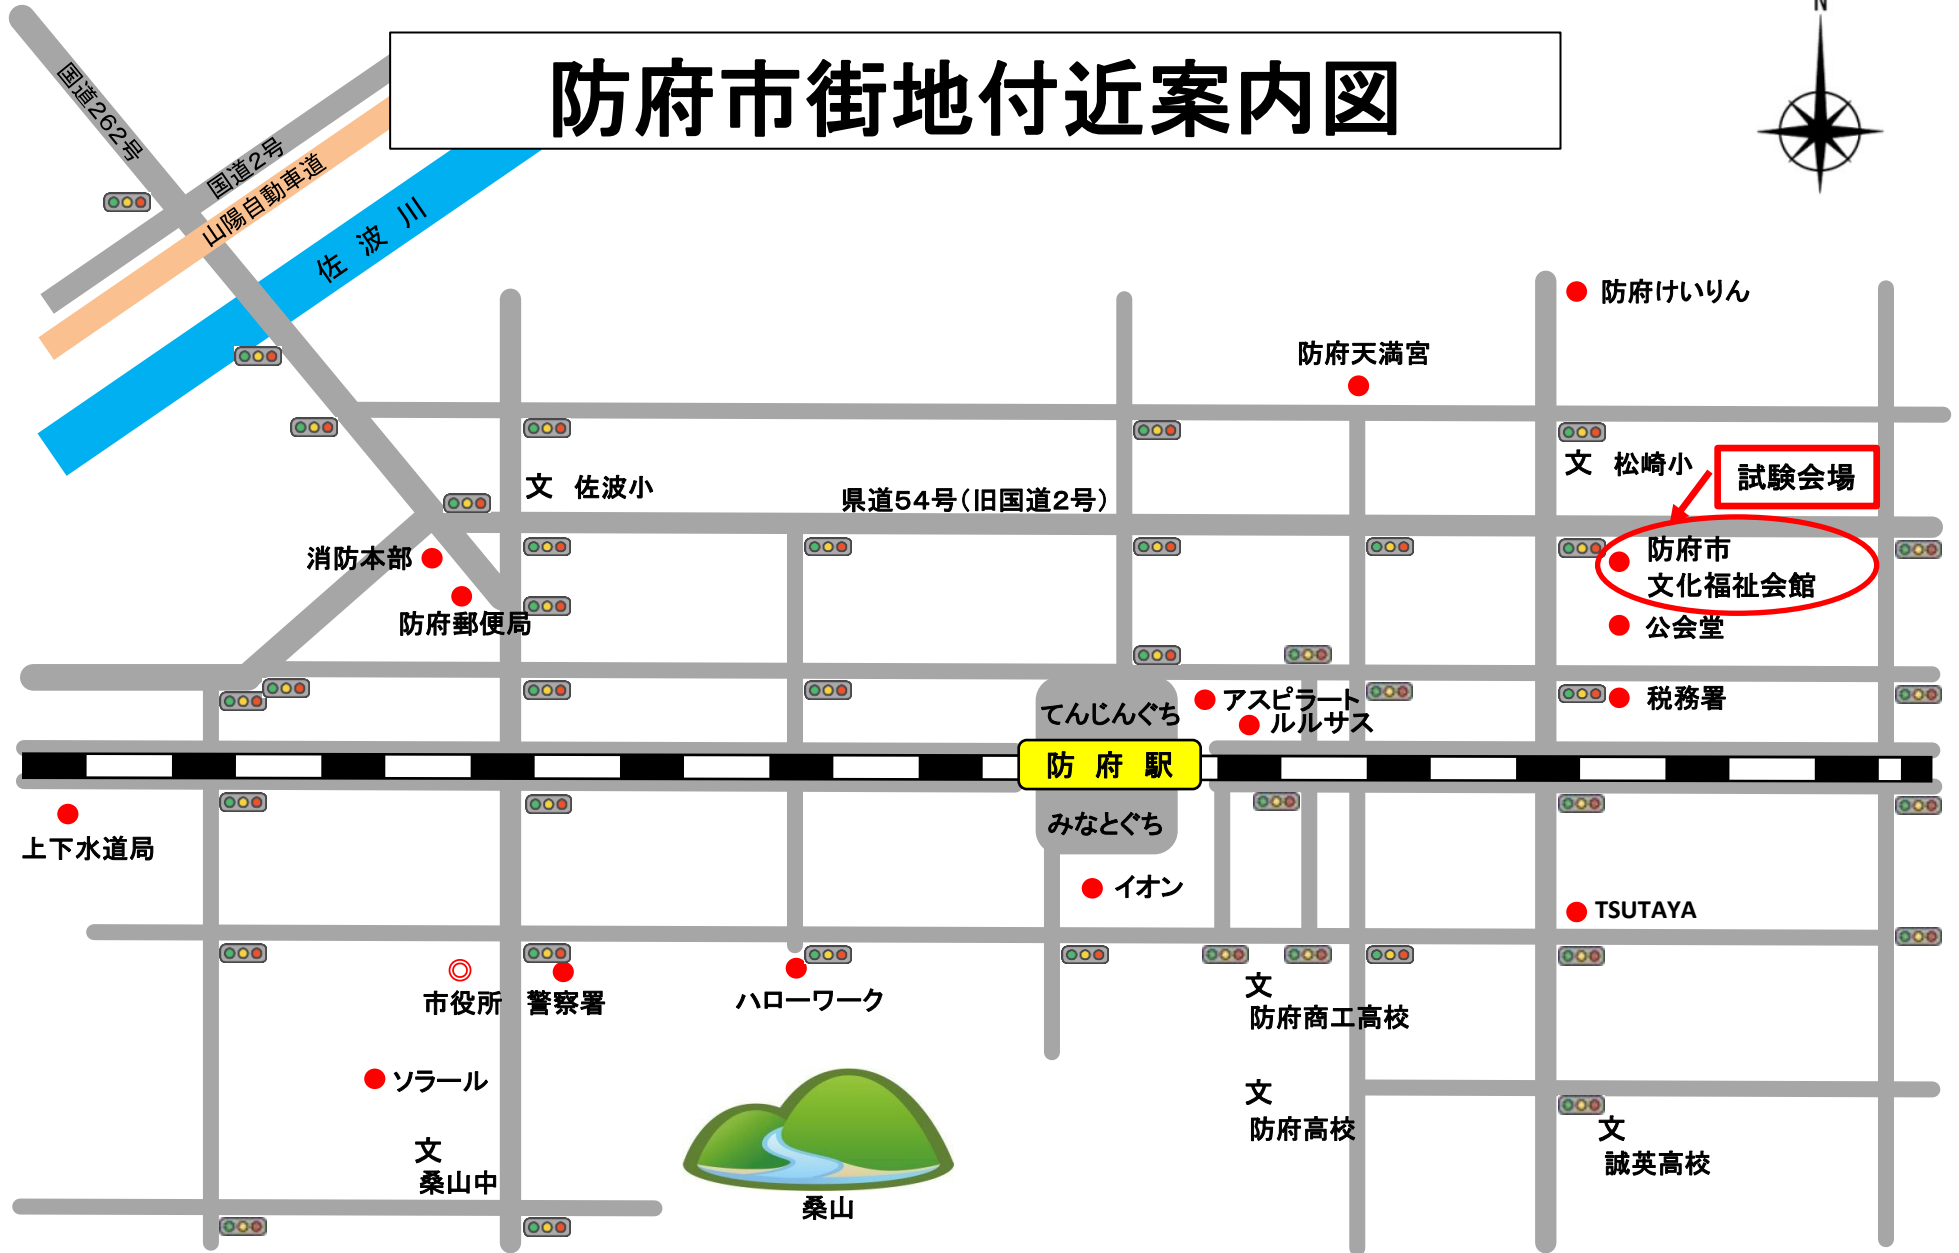 N
防府市街地付近案内図
国道262号
国道2号
山陽自動車道
佐波川
防府けいりん
防府天満宮
文 佐波小
県道54号(旧国道2号)
文 松崎小
試験会場
消防本部
防府郵便局
防府市
文化福祉会館
公会堂
てんじんぐち
アスピラート
ルルサス
税務署
防府駅
みなとぐち
上下水道局
イオン
TSUTAYA
市役所
警察署
ハローワーク
文
防府商工高校
ソラール
文
防府高校
文
誠英高校
文
桑山中
桑山